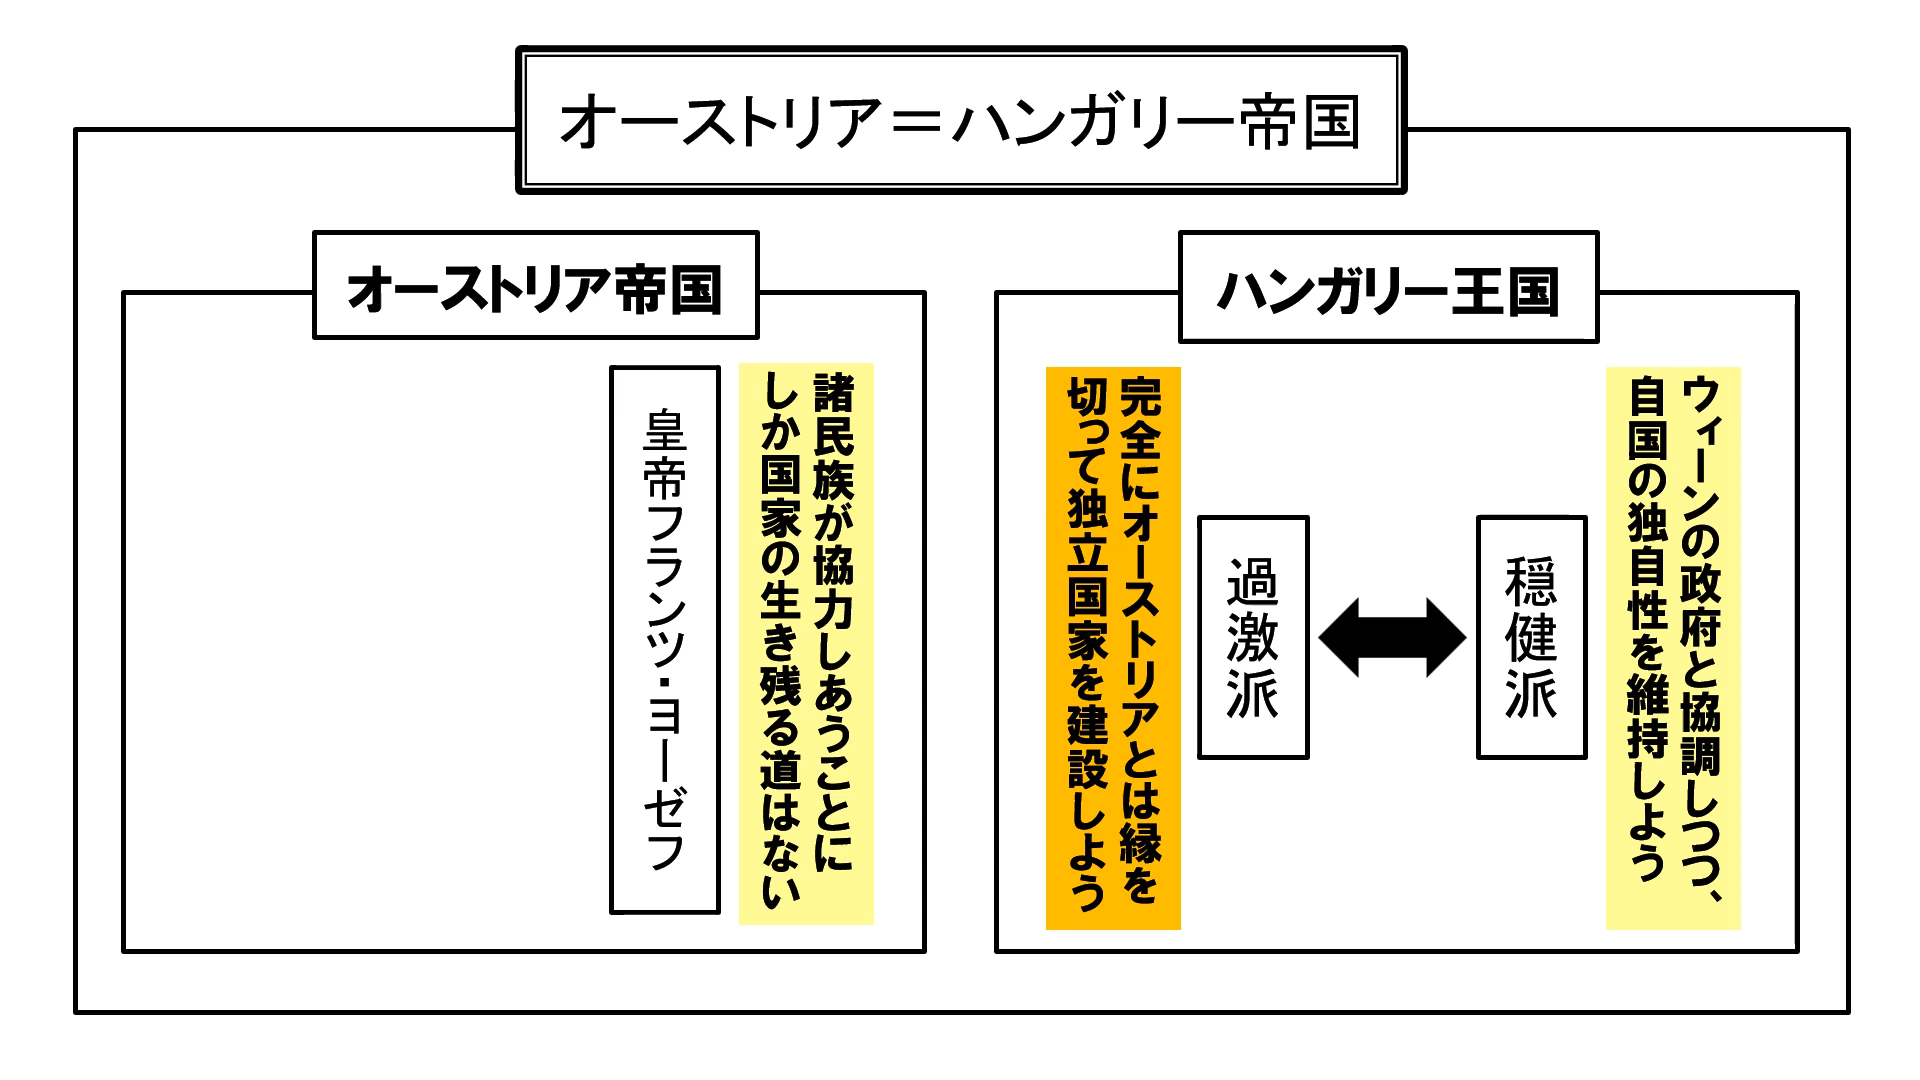 オーストリア＝ハンガリー帝国
オーストリア帝国
諸民族が協力しあうことに
しか国家の生き残る道はない
皇帝フランツ・ヨーゼフ
ハンガリー王国
ウィーンの政府と協調しつつ、
自国の独自性を維持しよう
穏健派
過激派
完全にオーストリアとは縁を
切って独立国家を建設しよう